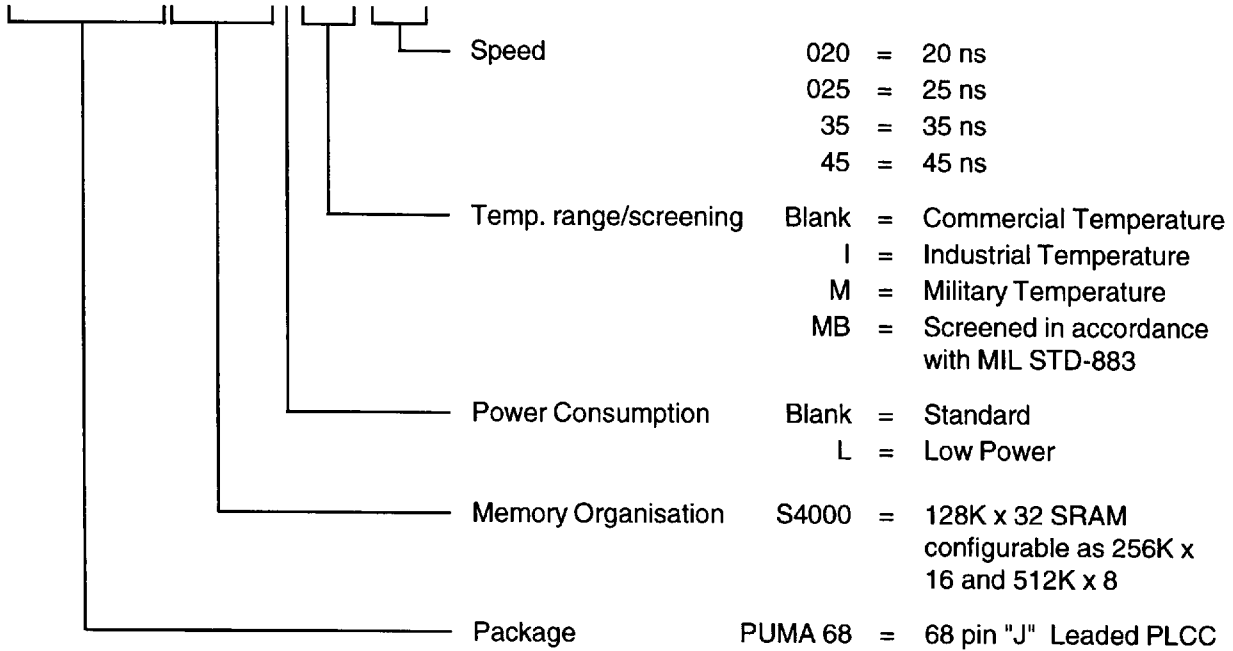 Speed 020 = 20 ns
025 = 25 ns
35 = 35 ns
45 = 45 ns
Temp. range/screening Blank = Commercial Temperature
I = Industrial Temperature
M = Military Temperature
MB = Screened in accordance
with MIL STD-883
Power Consumption Blank = Standard
L = Low Power
Memory Organisation S4000 = 128K x 32 SRAM
configurable as 256K x
16 and 512K x 8
Package PUMA 68 = 68 pin "J" Leaded PLCC